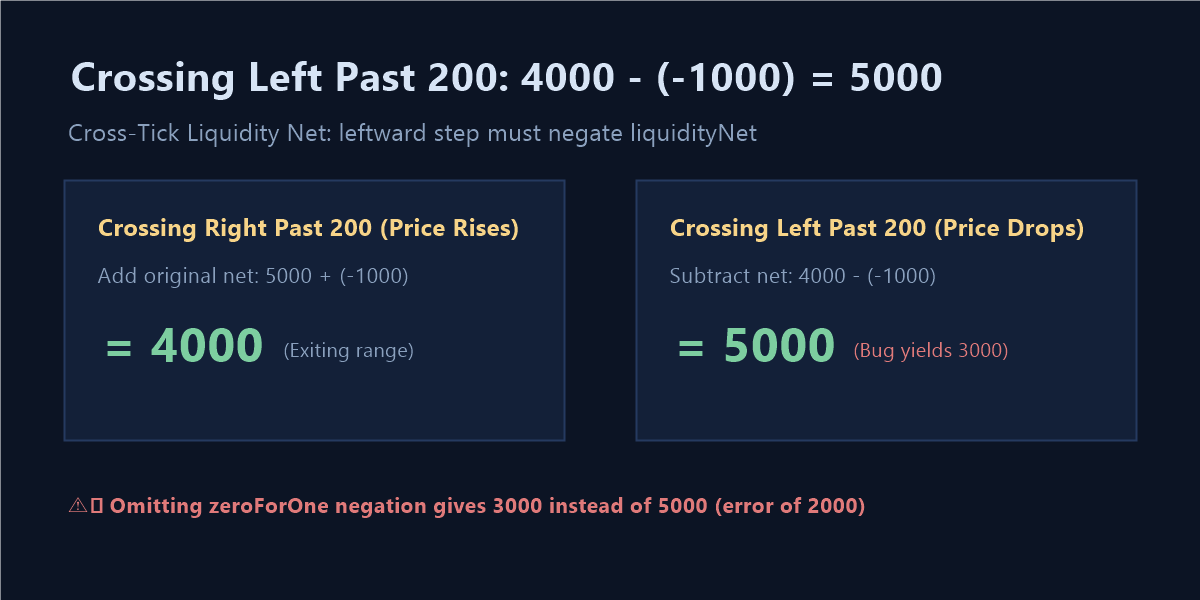 Crossing Left Past 200: 4000 - (-1000) = 5000
Cross-Tick Liquidity Net: leftward step must negate liquidityNet
Crossing Right Past 200 (Price Rises)
Add original net: 5000 + (-1000)
= 4000 (Exiting range)
Crossing Left Past 200 (Price Drops)
Subtract net: 4000 - (-1000)
= 5000 (Bug yields 3000)
⚠ Omitting zeroForOne negation gives 3000 instead of 5000 (error of 2000)